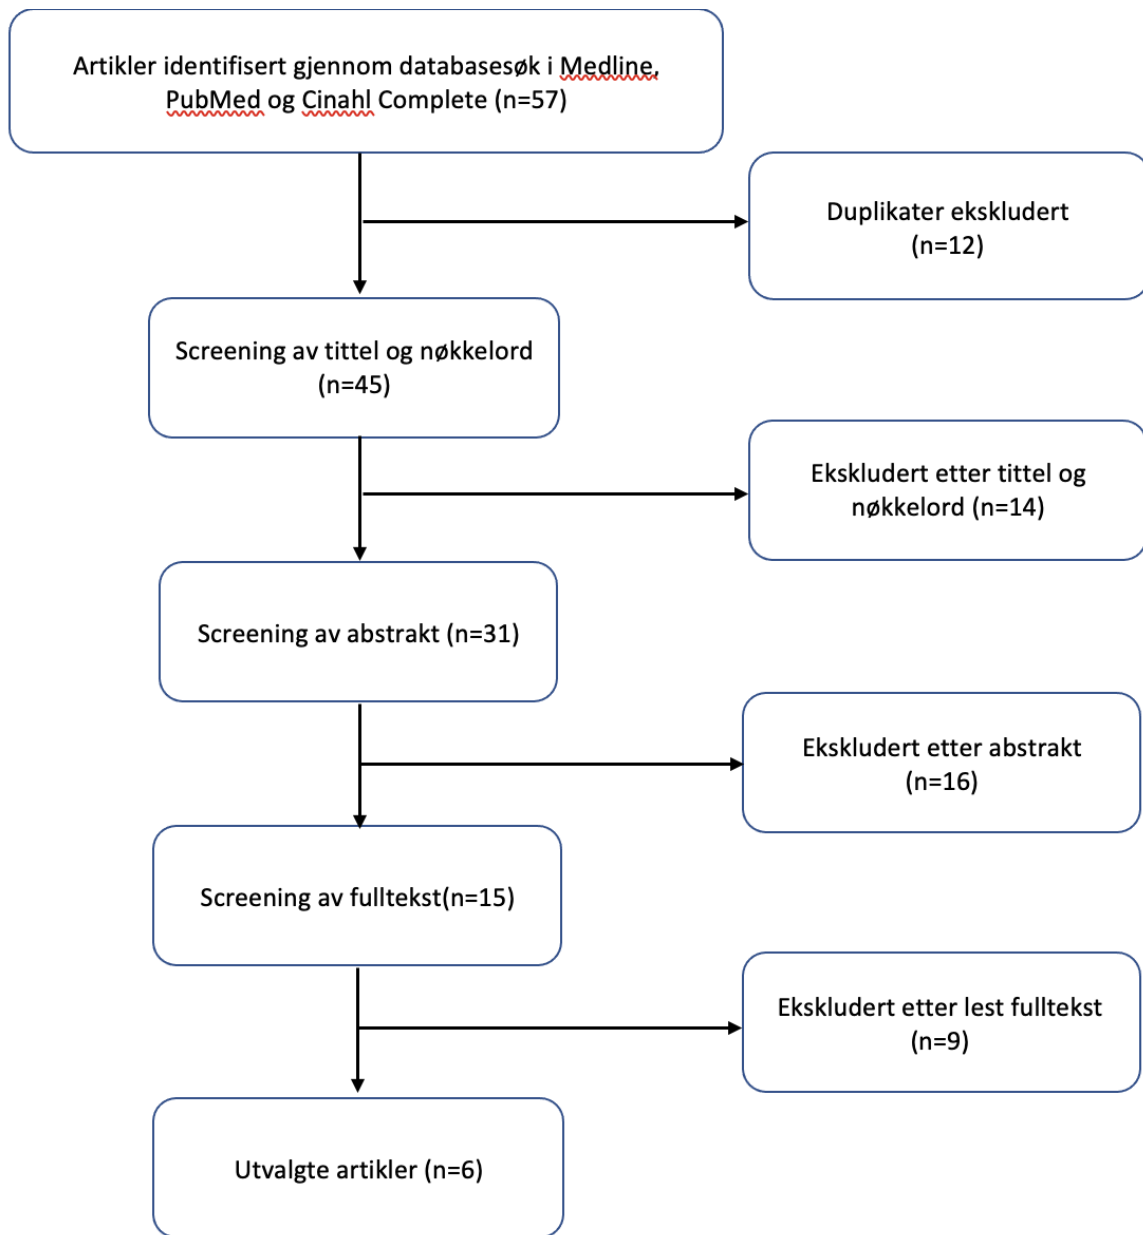 Artikler identifisert gjennom databasesøk i Medline,
PubMed og Cinahl Complete (n=57)
Duplikater ekskludert
(n=12)
Screening av tittel og nøkkelord
(n=45)
Ekskludert etter tittel og
nøkkelord (n=14)
Screening av abstrakt (n=31)
Ekskludert etter abstrakt
(n=16)
Screening av fulltekst(n=15)
Ekskludert etter lest fulltekst
(n=9)
Utvalgte artikler (n=6)